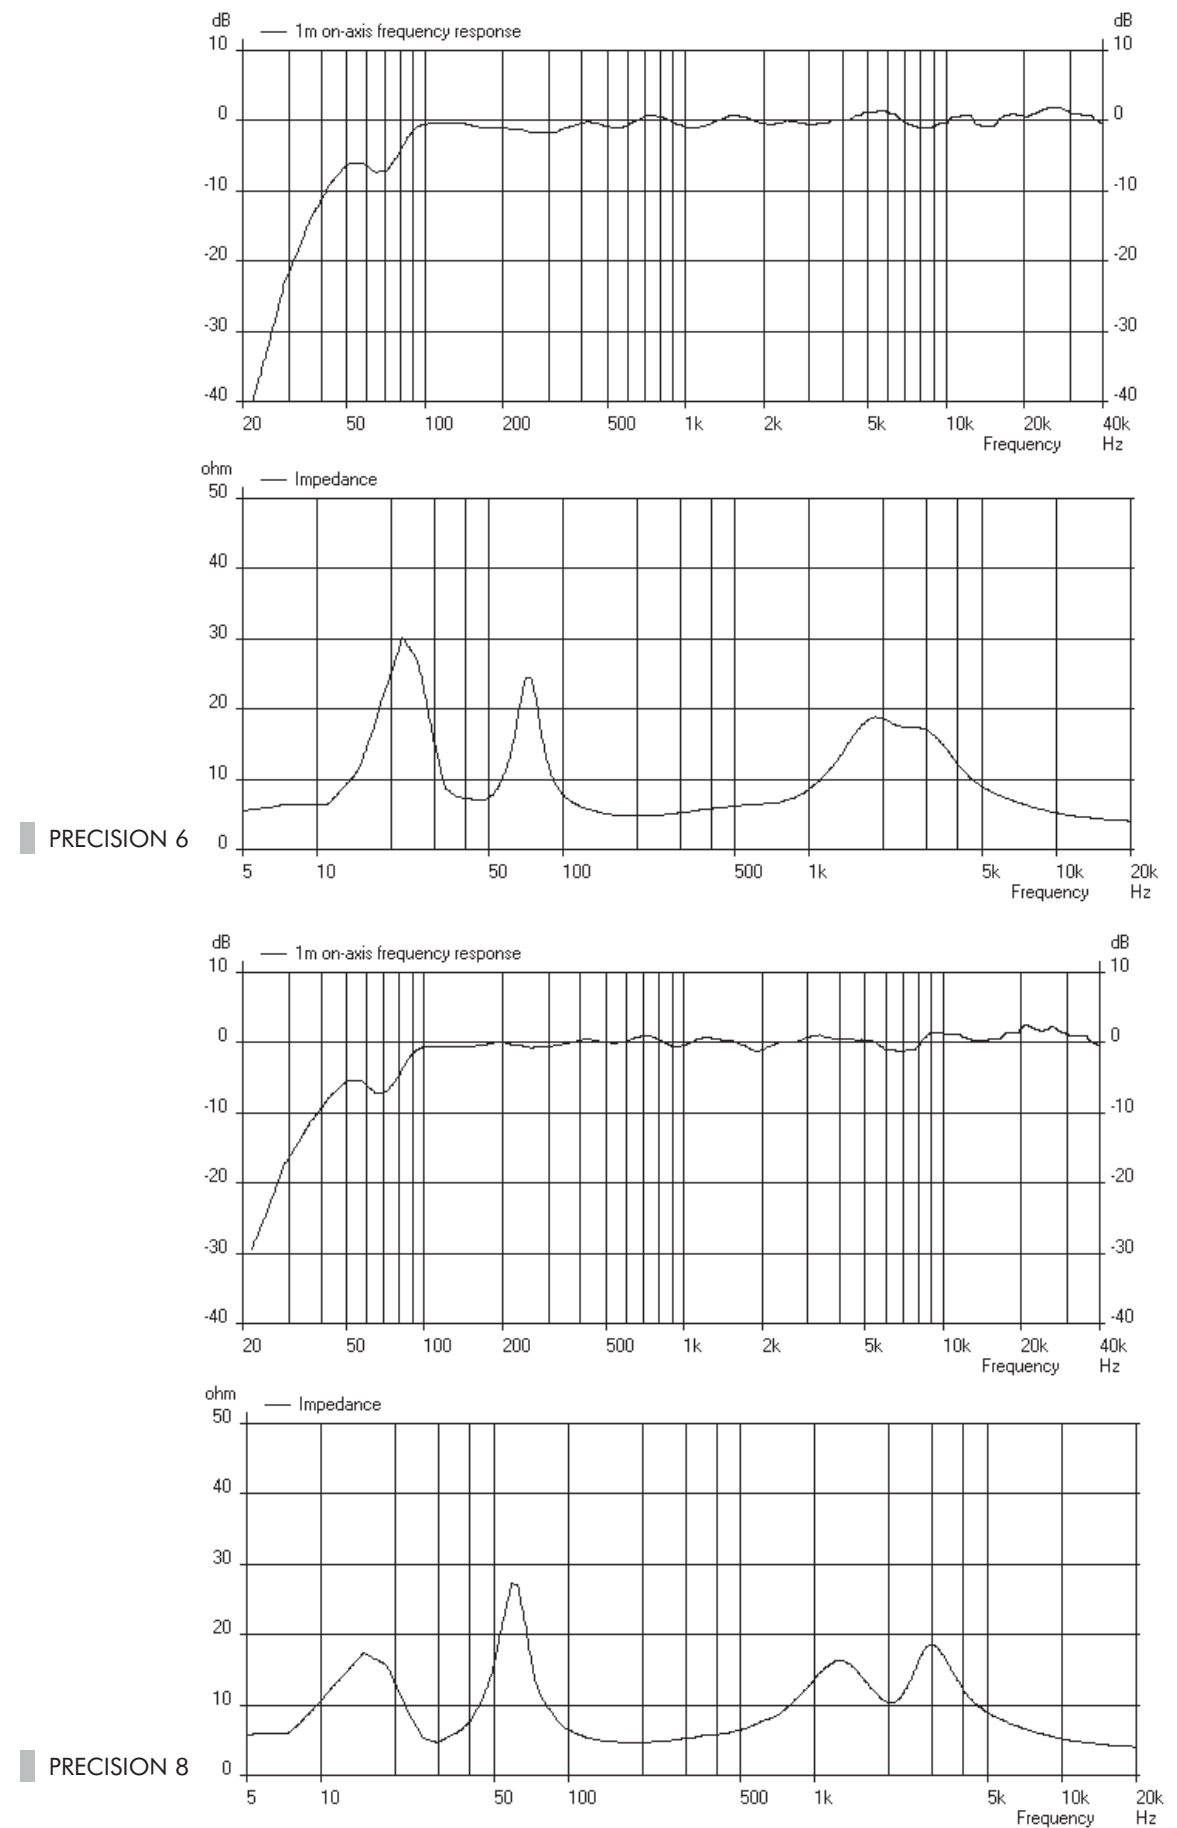 dB — 1m on-axis frequency response dB
10 10
0 0
-10 -10
-20 -20
-30 -30
-40 -40
20 50 100 200 500 1k 2k 5k 10k 20k 40k
Frequency Hz
ohm — Impedance
50
40
30
20
10
PRECISION 6
0
5 10 50 100 500 1k 5k 10k 20k
Frequency Hz
dB — 1m on-axis frequency response dB
10 10
0 0
-10 -10
-20 -20
-30 -30
-40 -40
20 50 100 200 500 1k 2k 5k 10k 20k 40k
Frequency Hz
ohm — Impedance
50
40
30
20
10
PRECISION 8
0
5 10 50 100 500 1k 5k 10k 20k
Frequency Hz